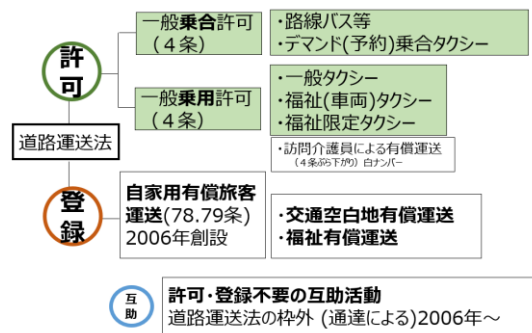 許可
一般乗合許可
(４条)
・路線バス等
・デマンド(予約)乗合タクシー
一般乗用許可
(４条)
・一般タクシー
・福祉(車両)タクシー
・福祉限定タクシー
・訪問介護員による有償運送
(４条ぶら下がり) 白ナンバー
道路運送法
登録
自家用有償旅客
運送(78.79条)
2006年創設
・交通空白地有償運送
・福祉有償運送
互助
許可・登録不要の互助活動
道路運送法の枠外 (通達による)2006年～